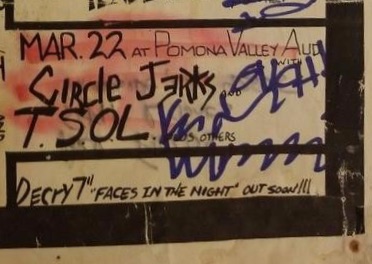 MAR. 22 AT POMONA VALLEY AUD
WITH
CIRCLE JERKS AND
T.S.O.L. PLUS OTHERS
DECRY 7" "FACES IN THE NIGHT" OUT SOON!!!